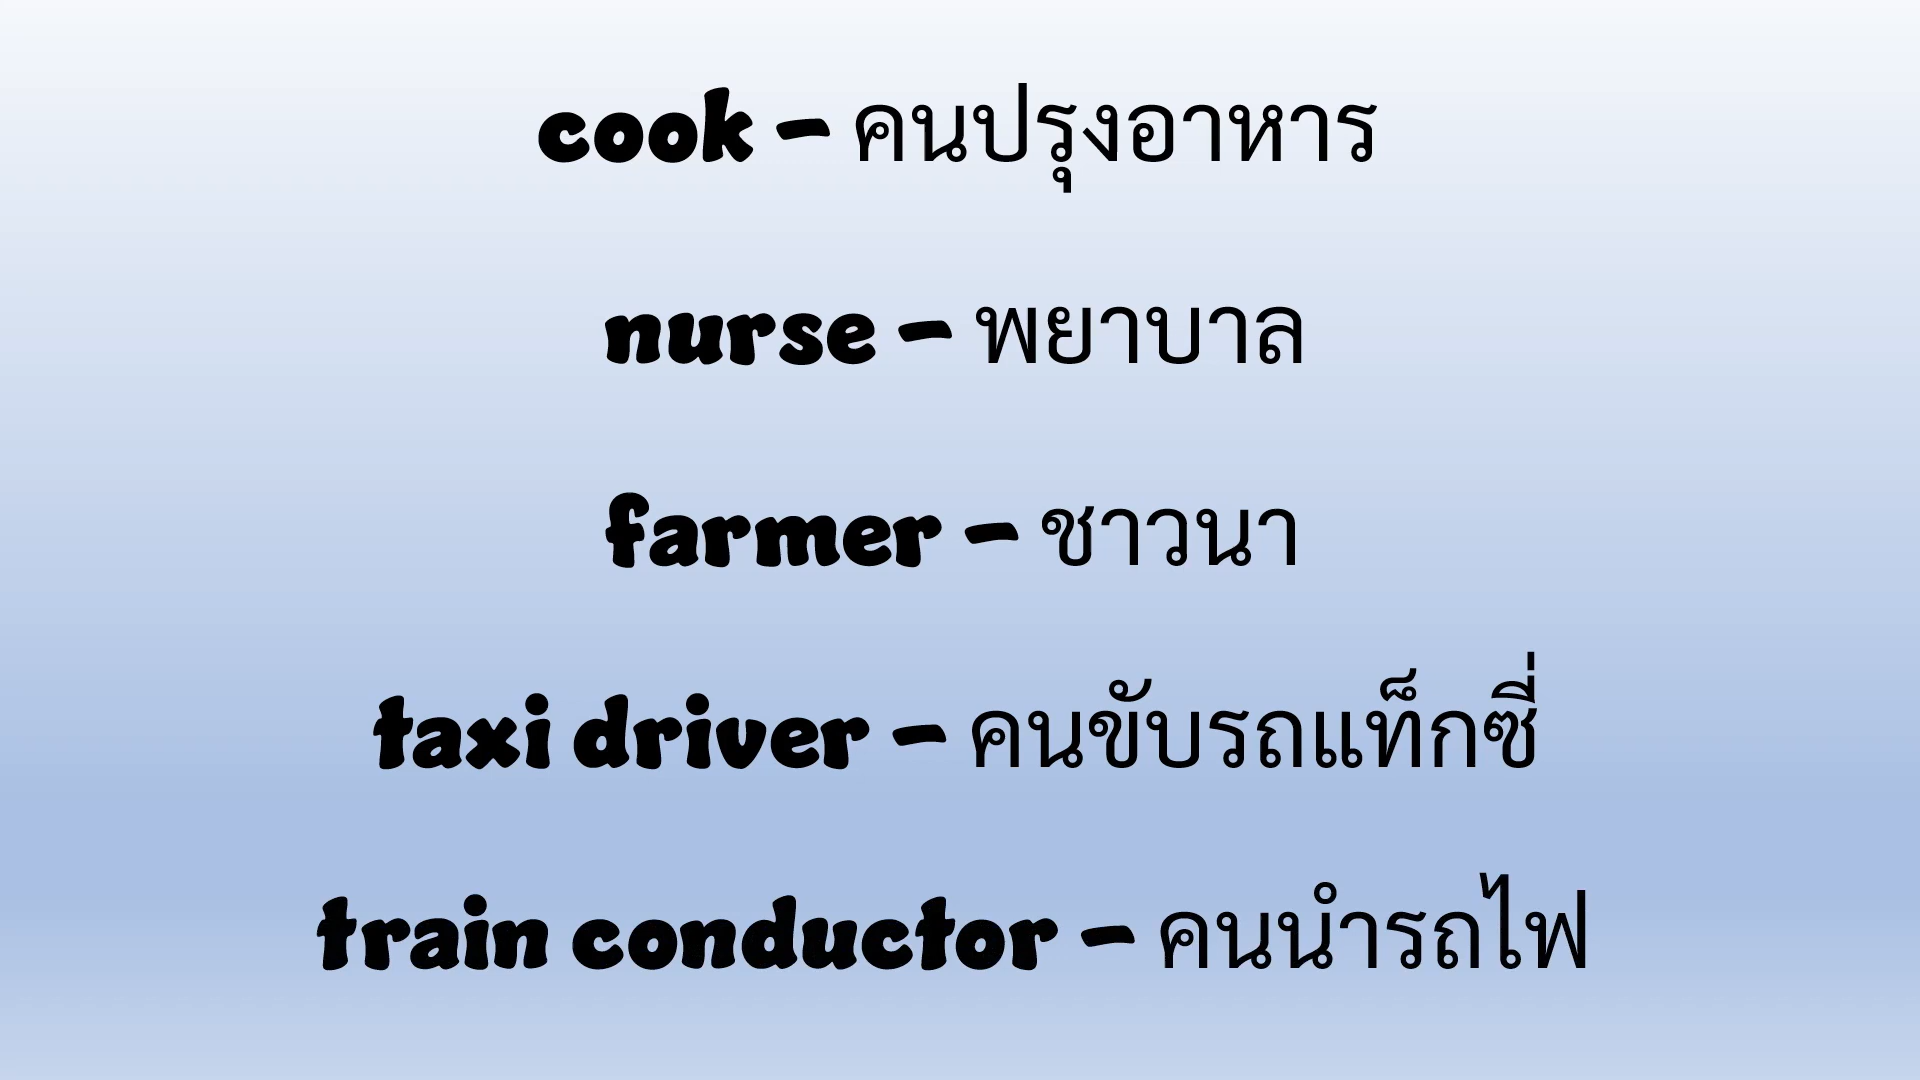 cook – คนปรุงอาหาร
nurse – พยาบาล
farmer – ชาวนา
taxi driver – คนขับรถแท็กซี่
train conductor – คนนำรถไฟ